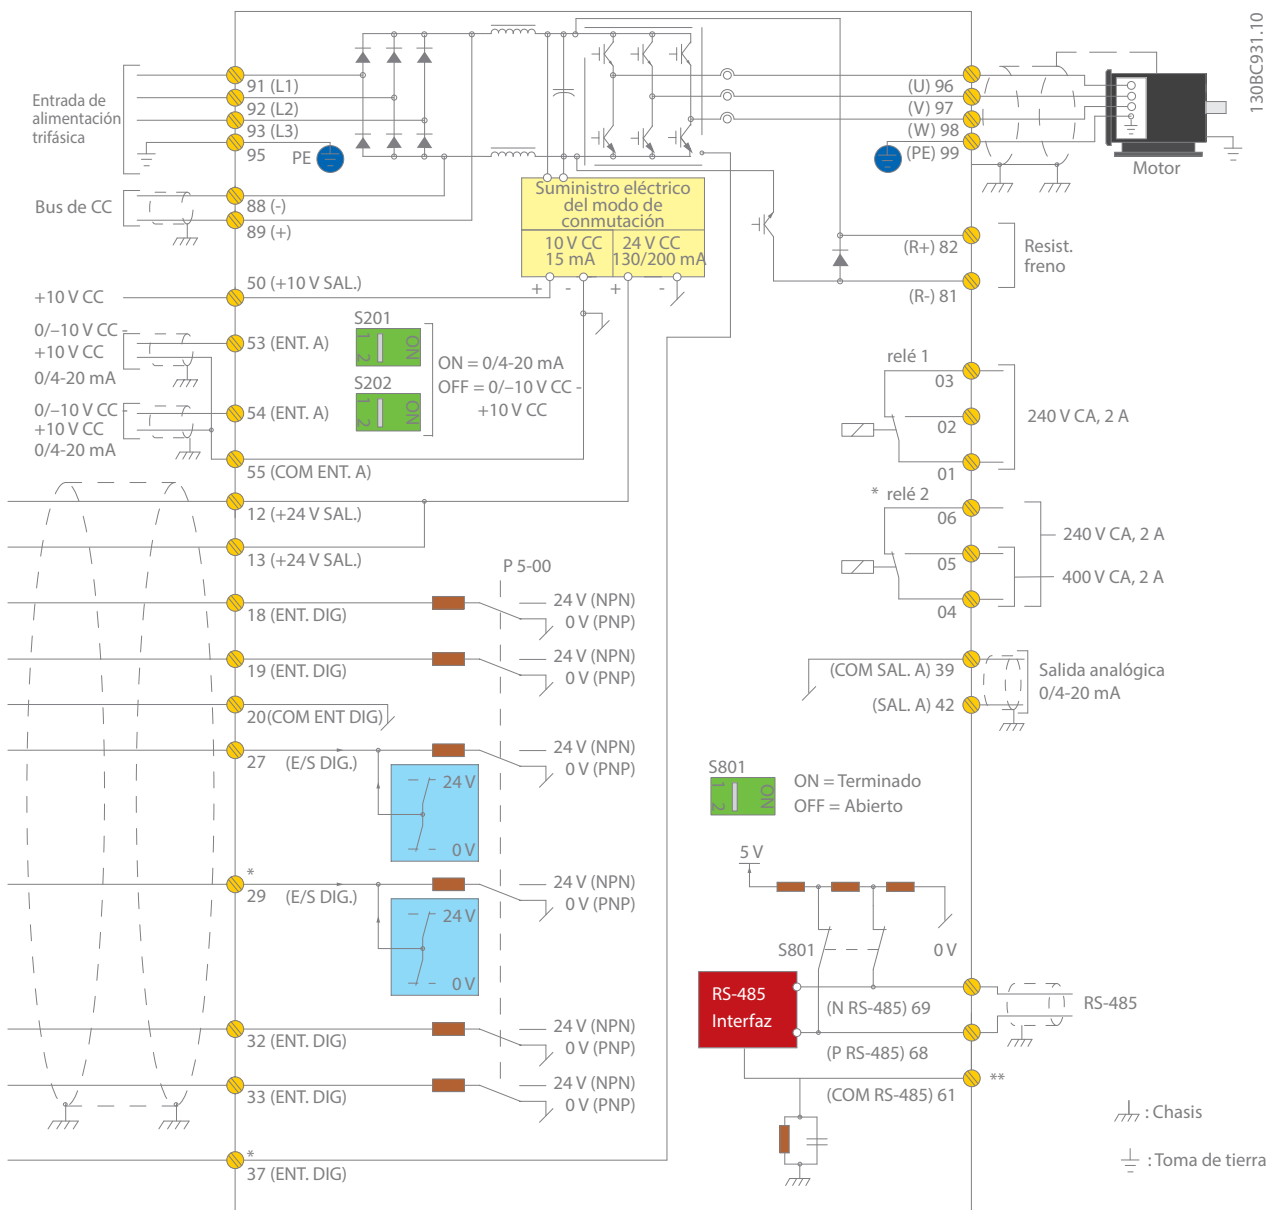 130BC931.10
Entrada de
alimentación
trifásica
91 (L1)
92 (L2)
93 (L3)
95
PE
Bus de CC
88 (-)
89 (+)
Suministro eléctrico
del modo de
conmutación
10 V CC
15 mA
24 V CC
130/200 mA
+ - + -
(U) 96
(V) 97
(W) 98
(PE) 99
Motor
(R+) 82
(R-) 81
Resist.
freno
+10 V CC
50 (+10 V SAL.)
0/–10 V CC -
+10 V CC
0/4-20 mA
53 (ENT. A)
0/–10 V CC -
+10 V CC
0/4-20 mA
54 (ENT. A)
55 (COM ENT. A)
S201
1 2 ON
S202
1 2 ON
ON = 0/4-20 mA
OFF = 0/–10 V CC -
+10 V CC
relé 1
03
02
01
240 V CA, 2 A
* relé 2
06
05
04
240 V CA, 2 A
400 V CA, 2 A
12 (+24 V SAL.)
13 (+24 V SAL.)
P 5-00
18 (ENT. DIG)
24 V (NPN)
0 V (PNP)
19 (ENT. DIG)
24 V (NPN)
0 V (PNP)
20(COM ENT DIG)
27 (E/S DIG.)
24 V (NPN)
0 V (PNP)
24 V
0 V
*
29 (E/S DIG.)
24 V (NPN)
0 V (PNP)
24 V
0 V
32 (ENT. DIG)
24 V (NPN)
0 V (PNP)
33 (ENT. DIG)
24 V (NPN)
0 V (PNP)
*
37 (ENT. DIG)
(COM SAL. A) 39
(SAL. A) 42
Salida analógica
0/4-20 mA
S801
1 2 ON
ON = Terminado
OFF = Abierto
5 V
S801
0 V
RS-485
Interfaz
(N RS-485) 69
(P RS-485) 68
(COM RS-485) 61
**
RS-485
: Chasis
: Toma de tierra